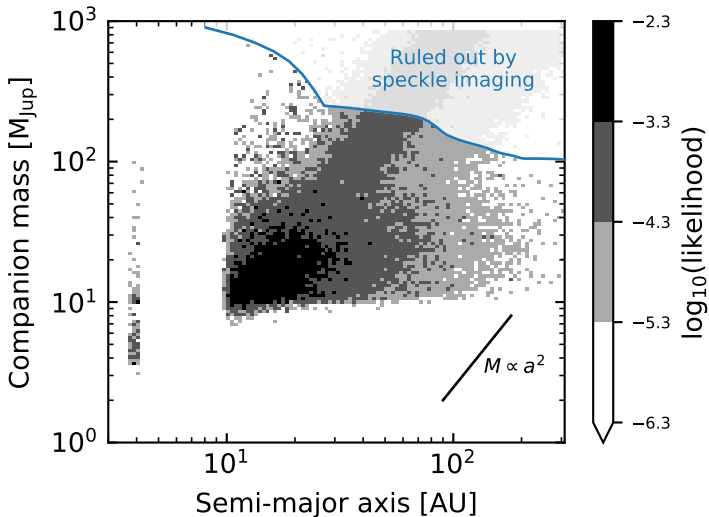 10³
10²
10¹
10⁰
Companion mass [M_Jup]
Ruled out by
speckle imaging
M ∝ a²
10¹
10²
Semi-major axis [AU]
−2.3
−3.3
−4.3
−5.3
−6.3
log₁₀(likelihood)